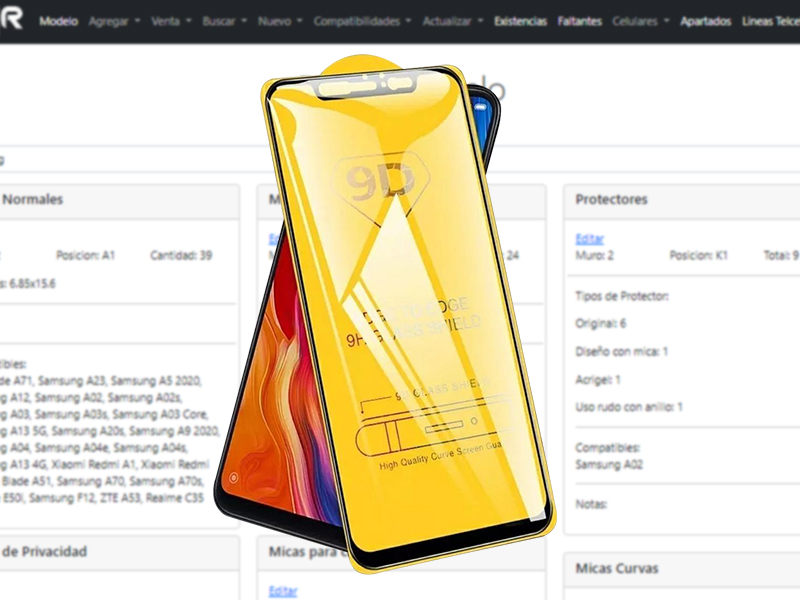 R Modelo Agregar Venta Buscar Nuevo Compatibilidades Actualizar Existencias Faltantes Celulares Apartados Lineas Telce
lo
Normales
M
Protectores
Editar
Posicion: A1 Cantidad: 39
24
Muro: 2 Posicion: K1 Total: 9
s: 6.85x15.6
Tipos de Protector:
Original: 6
Diseño con mica: 1
Acrigel: 1
Uso rudo con anillo: 1
ibles:
de A71, Samsung A23, Samsung A5 2020,
g A12, Samsung A02, Samsung A02s,
g A03, Samsung A03s, Samsung A03 Core,
g A13 5G, Samsung A20s, Samsung A9 2020,
g A04, Samsung A04e, Samsung A04s,
g A13 4G, Xiaomi Redmi A1, Xiaomi Redmi
Blade A51, Samsung A70, Samsung A70s,
E50i, Samsung F12, ZTE A53, Realme C35
Compatibles:
Samsung A02
Notas:
de Privacidad
Micas para c
Editar
Micas Curvas
9D
9H GLASS SHIELD
GLASS SHIELD
High Quality Curve Screen Gua